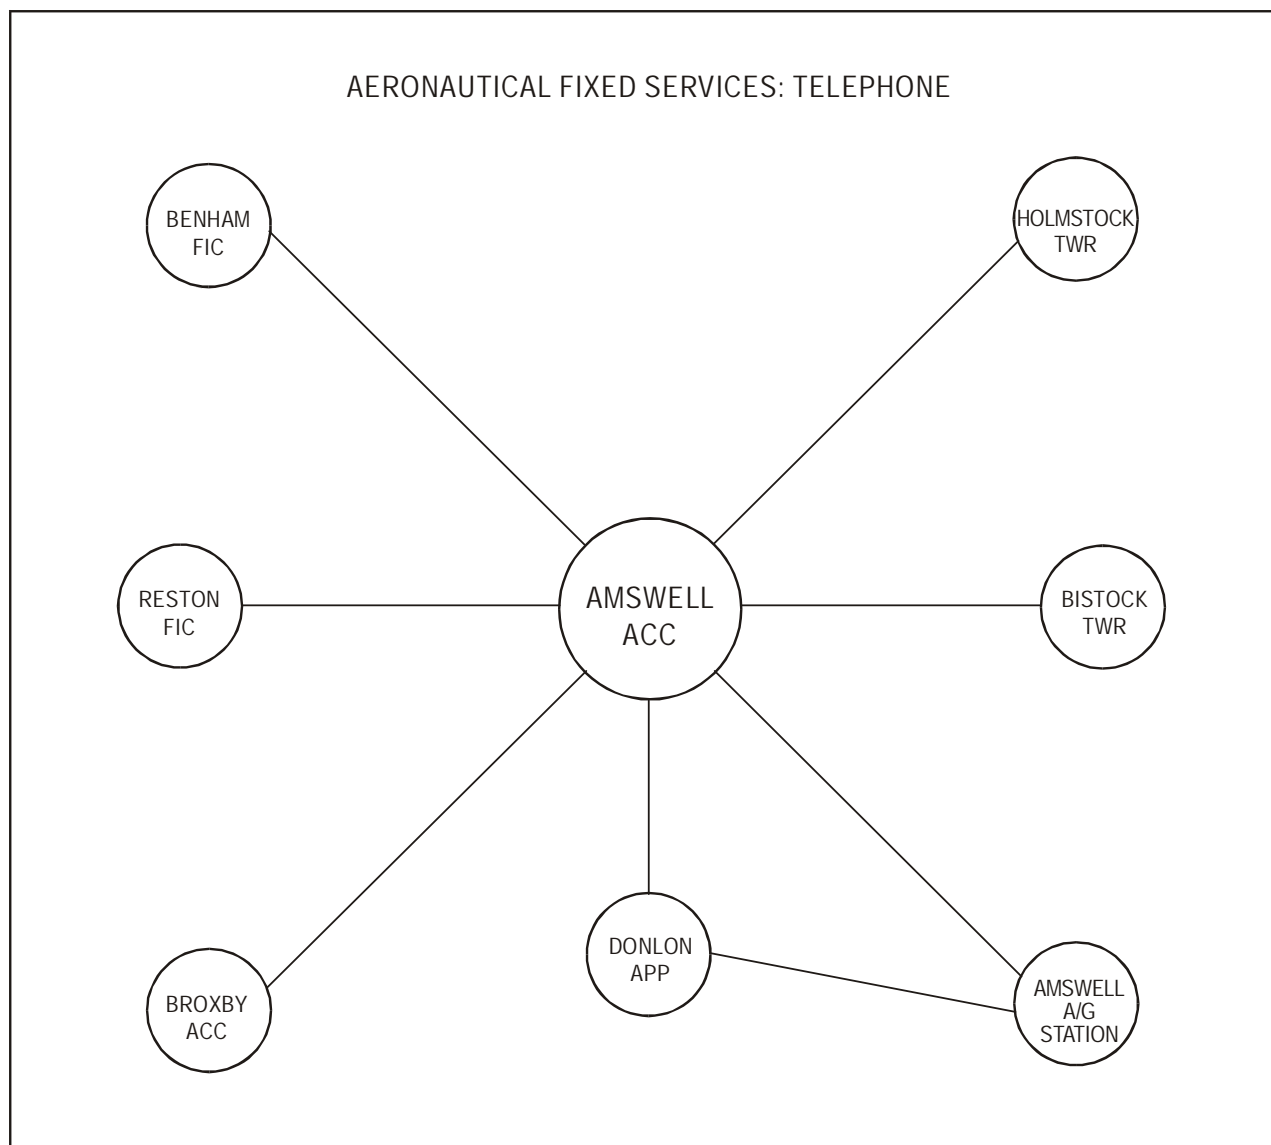 AERONAUTICAL FIXED SERVICES: TELEPHONE
BENHAM
FIC
HOLMSTOCK
TWR
RESTON
FIC
AMSWELL
ACC
BISTOCK
TWR
BROXBY
ACC
DONLON
APP
AMSWELL
A/G
STATION